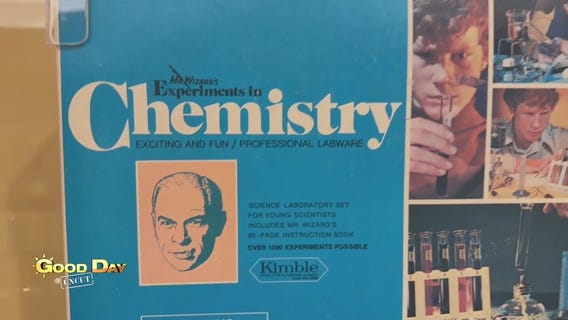 MR. WIZARD'S
Experiments in
Chemistry
EXCITING AND FUN / PROFESSIONAL LABWARE
SCIENCE LABORATORY SET
FOR YOUNG SCIENTISTS
INCLUDES MR. WIZARD'S
80-PAGE INSTRUCTION BOOK
OVER 1000 EXPERIMENTS POSSIBLE
Kimble
GOOD DAY
UNCUT